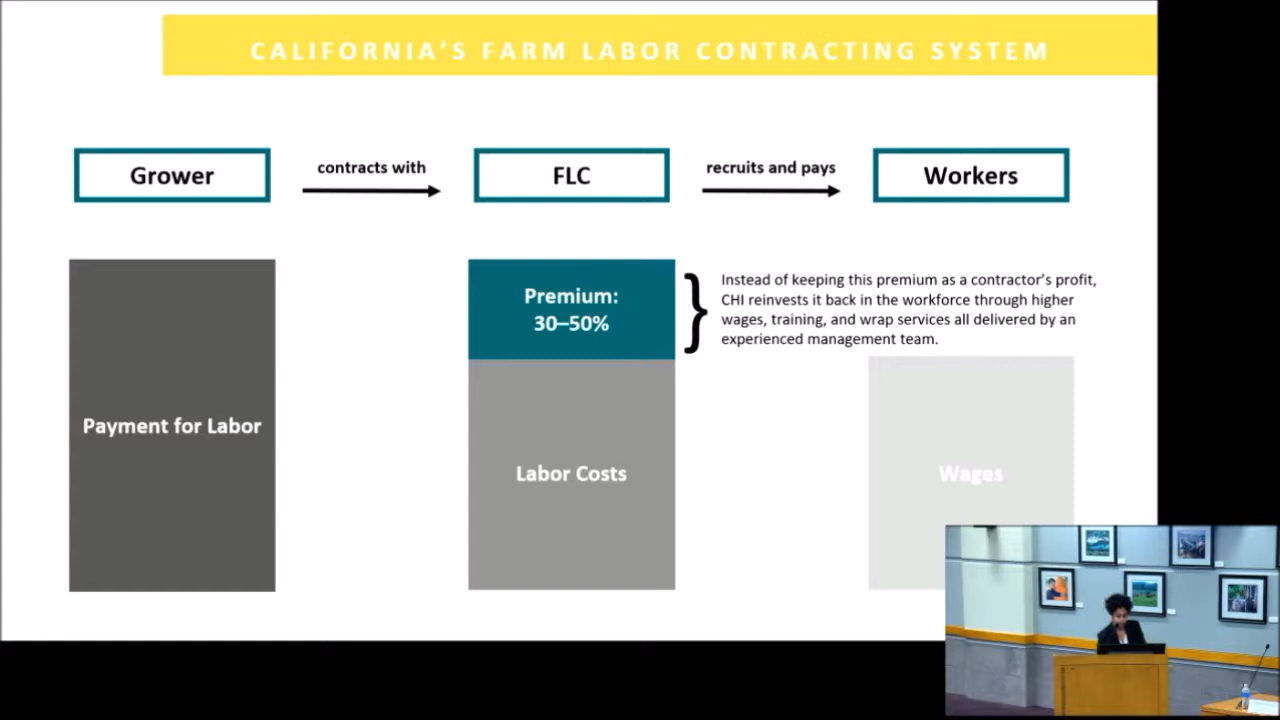 CALIFORNIA’S FARM LABOR CONTRACTING SYSTEM
Grower
contracts with
FLC
recruits and pays
Workers
Premium:
30–50%
Instead of keeping this premium as a contractor’s profit,
CHI reinvests it back in the workforce through higher
wages, training, and wrap services all delivered by an
experienced management team.
Payment for Labor
Labor Costs
Wages